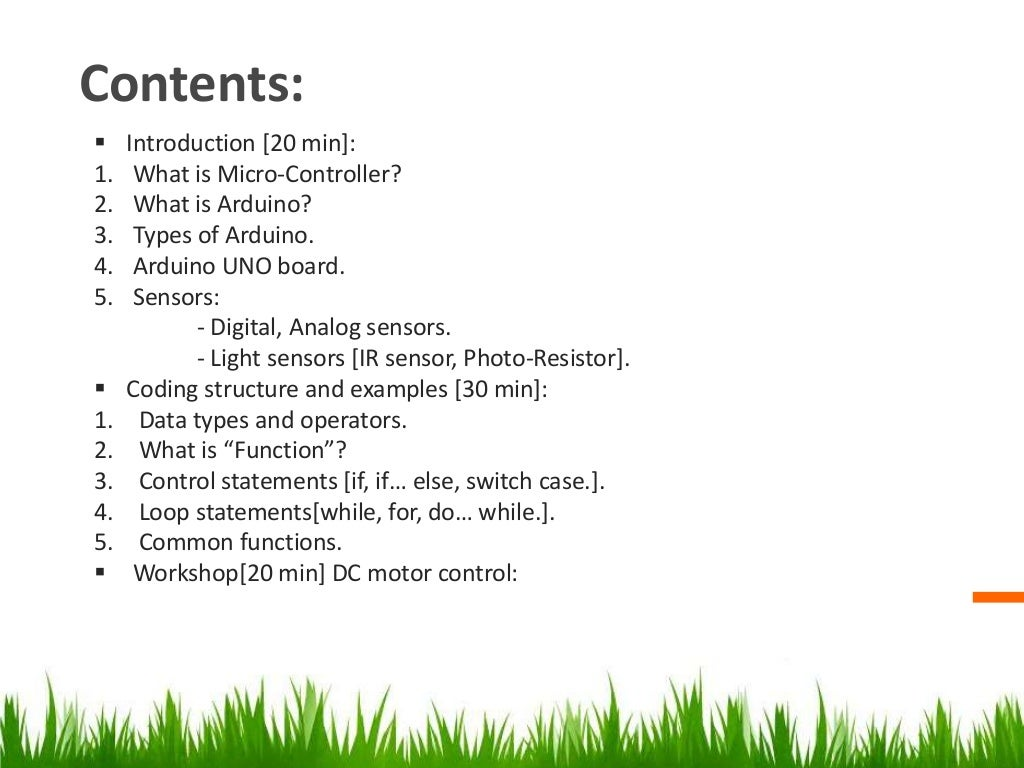 Contents:
▪ Introduction [20 min]:
1. What is Micro-Controller?
2. What is Arduino?
3. Types of Arduino.
4. Arduino UNO board.
5. Sensors:
- Digital, Analog sensors.
- Light sensors [IR sensor, Photo-Resistor].
▪ Coding structure and examples [30 min]:
1. Data types and operators.
2. What is “Function”?
3. Control statements [if, if… else, switch case.].
4. Loop statements[while, for, do… while.].
5. Common functions.
▪ Workshop[20 min] DC motor control: